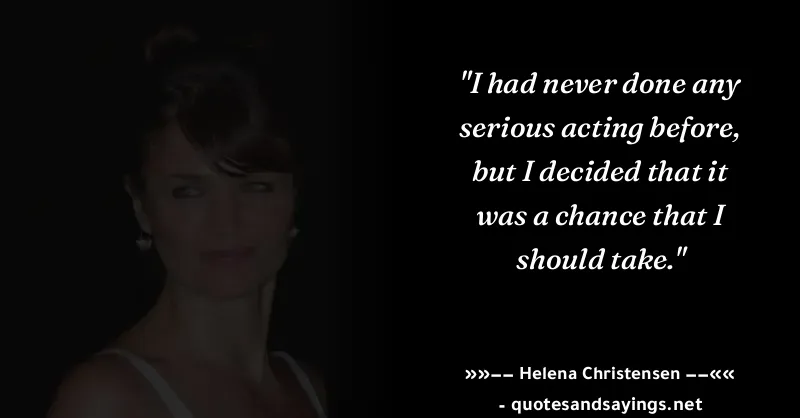 "I had never done any
serious acting before,
but I decided that it
was a chance that I
should take."
»»−− Helena Christensen −−««
- quotesandsayings.net